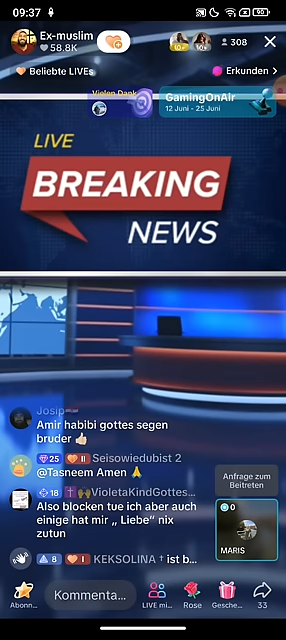 09:37
90
Ex-muslim
58.8K
10+
308
Beliebte LIVEs
Erkunden >
Vielen Dank
GamingOnAir
12 Juni - 25 Juni
LIVE
BREAKING
NEWS
Josip
Amir habibi gottes segen
bruder 👍🏻
25 II Seisowiedubist 2
@Tasneem Amen 🙏
18 II VioletaKindGottes...
Also blocken tue ich aber auch
einige hat mir „ Liebe“ nix
zutun
8 I KEKSOLINA † ist b...
Anfrage zum
Beitreten
0
MARIS
Abonn...
Kommenta...
LIVE mi...
Rose
Gesche...
33